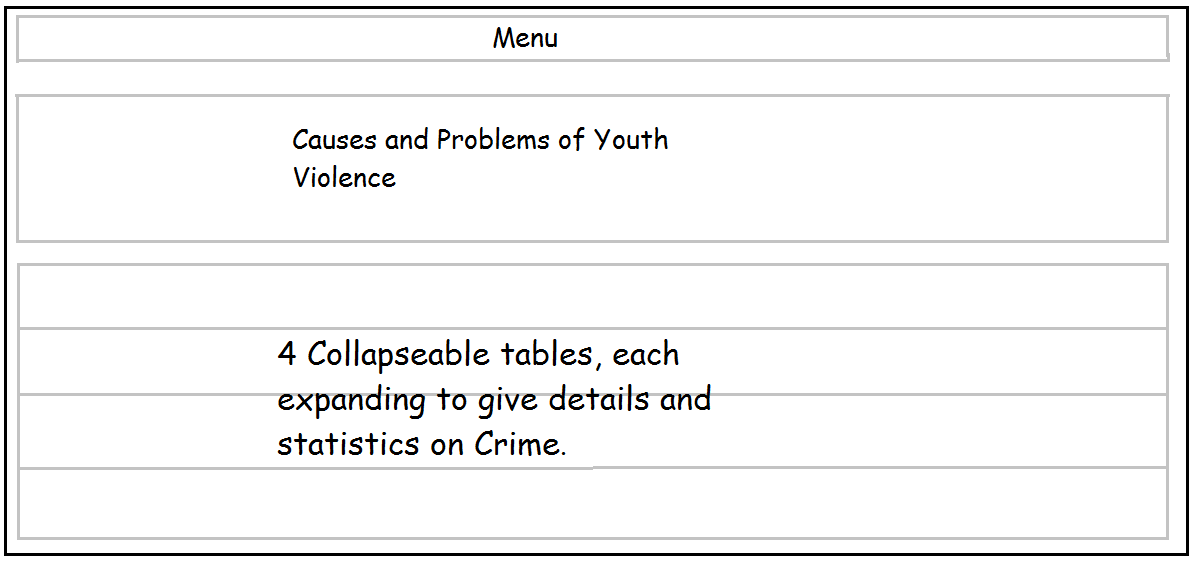 Menu
Causes and Problems of Youth
Violence
4 Collapseable tables, each
expanding to give details and
statistics on Crime.